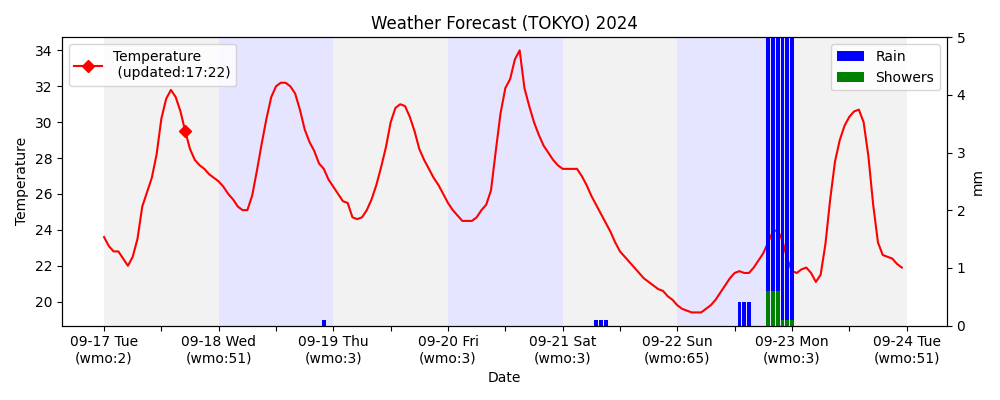 Weather Forecast (TOKYO) 2024
Temperature
(updated:17:22)
Rain
Showers
34
32
30
28
26
24
22
20
Temperature
5
4
3
2
1
0
mm
09-17 Tue
(wmo:2)
09-18 Wed
(wmo:51)
09-19 Thu
(wmo:3)
09-20 Fri
(wmo:3)
09-21 Sat
(wmo:3)
09-22 Sun
(wmo:65)
09-23 Mon
(wmo:3)
09-24 Tue
(wmo:51)
Date